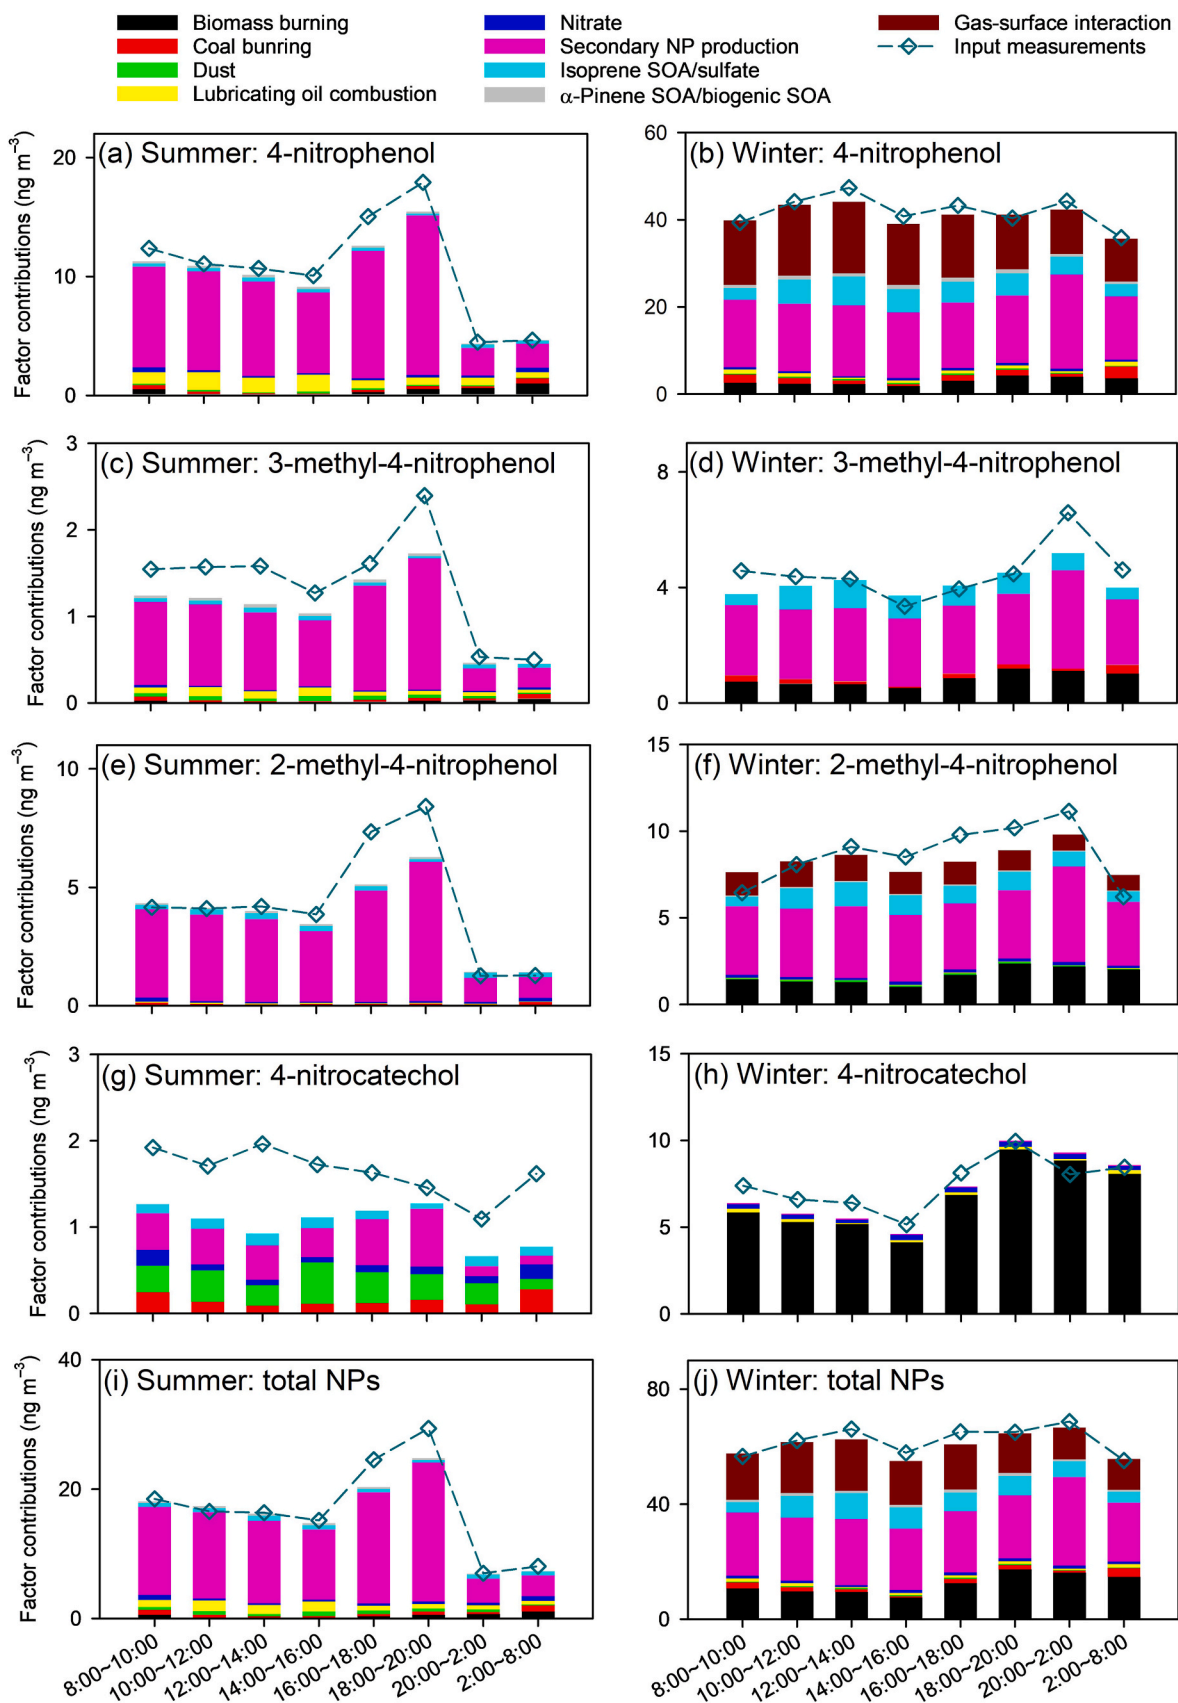 Biomass burning
Coal bunring
Dust
Lubricating oil combustion
Nitrate
Secondary NP production
Isoprene SOA/sulfate
α-Pinene SOA/biogenic SOA
Gas-surface interaction
Input measurements
Factor contributions (ng m⁻³)
20
10
0
(a) Summer: 4-nitrophenol
60
40
20
0
(b) Winter: 4-nitrophenol
Factor contributions (ng m⁻³)
3
2
1
0
(c) Summer: 3-methyl-4-nitrophenol
8
4
0
(d) Winter: 3-methyl-4-nitrophenol
Factor contributions (ng m⁻³)
10
5
0
(e) Summer: 2-methyl-4-nitrophenol
15
10
5
0
(f) Winter: 2-methyl-4-nitrophenol
Factor contributions (ng m⁻³)
3
2
1
0
(g) Summer: 4-nitrocatechol
15
10
5
0
(h) Winter: 4-nitrocatechol
Factor contributions (ng m⁻³)
40
20
0
(i) Summer: total NPs
80
40
0
(j) Winter: total NPs
8:00~10:00
10:00~12:00
12:00~14:00
14:00~16:00
16:00~18:00
18:00~20:00
20:00~2:00
2:00~8:00
8:00~10:00
10:00~12:00
12:00~14:00
14:00~16:00
16:00~18:00
18:00~20:00
20:00~2:00
2:00~8:00